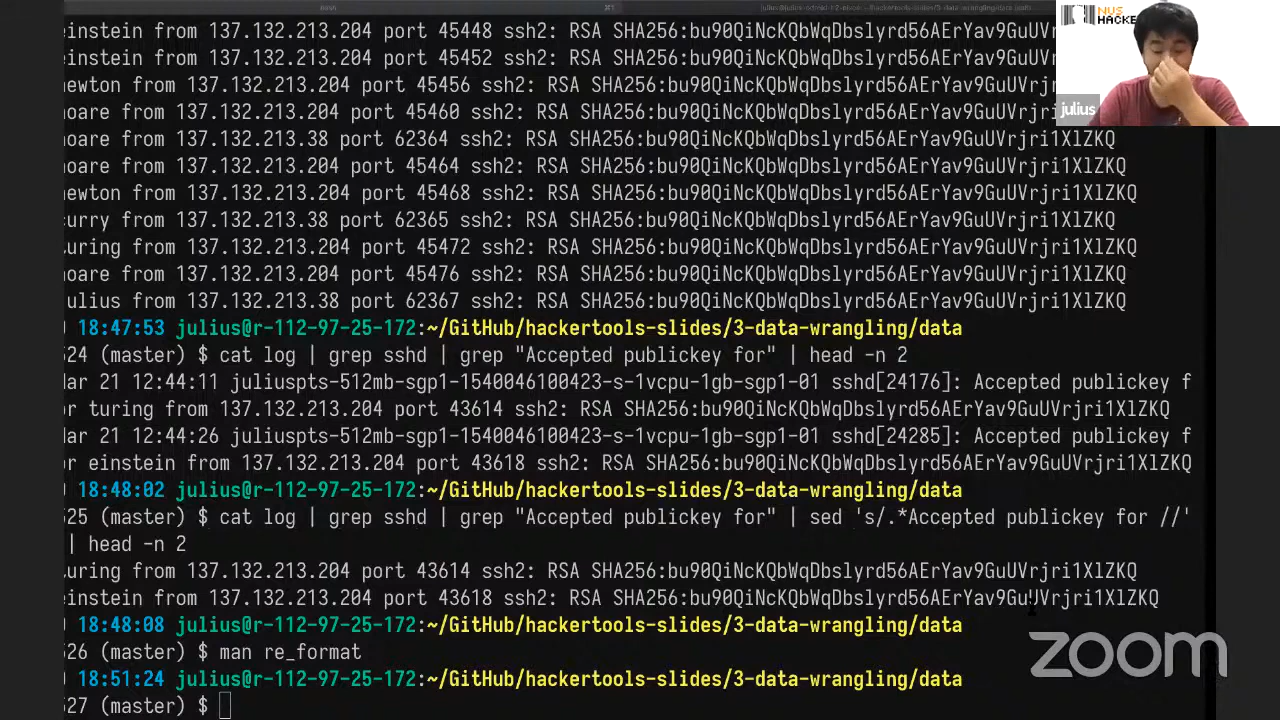 einstein from 137.132.213.204 port 45448 ssh2: RSA SHA256:bu90QiNcKQbWqDbslyrd56AErYav9GuUV
einstein from 137.132.213.204 port 45452 ssh2: RSA SHA256:bu90QiNcKQbWqDbslyrd56AErYav9GuUV
newton from 137.132.213.204 port 45456 ssh2: RSA SHA256:bu90QiNcKQbWqDbslyrd56AErYav9GuUVr
hoare from 137.132.213.204 port 45460 ssh2: RSA SHA256:bu90QiNcKQbWqDbslyrd56AErYav9GuUVrj
hoare from 137.132.213.38 port 62364 ssh2: RSA SHA256:bu90QiNcKQbWqDbslyrd56AErYav9GuUVrjri1XlZKQ
hoare from 137.132.213.204 port 45464 ssh2: RSA SHA256:bu90QiNcKQbWqDbslyrd56AErYav9GuUVrjri1XlZKQ
newton from 137.132.213.204 port 45468 ssh2: RSA SHA256:bu90QiNcKQbWqDbslyrd56AErYav9GuUVrjri1XlZKQ
curry from 137.132.213.38 port 62365 ssh2: RSA SHA256:bu90QiNcKQbWqDbslyrd56AErYav9GuUVrjri1XlZKQ
turing from 137.132.213.204 port 45472 ssh2: RSA SHA256:bu90QiNcKQbWqDbslyrd56AErYav9GuUVrjri1XlZKQ
hoare from 137.132.213.204 port 45476 ssh2: RSA SHA256:bu90QiNcKQbWqDbslyrd56AErYav9GuUVrjri1XlZKQ
julius from 137.132.213.38 port 62367 ssh2: RSA SHA256:bu90QiNcKQbWqDbslyrd56AErYav9GuUVrjri1XlZKQ
18:47:53 julius@r-112-97-25-172:~/GitHub/hackertools-slides/3-data-wrangling/data
524 (master) $ cat log | grep sshd | grep "Accepted publickey for" | head -n 2
Mar 21 12:44:11 juliuspts-512mb-sgp1-1540046100423-s-1vcpu-1gb-sgp1-01 sshd[24176]: Accepted publickey f
or turing from 137.132.213.204 port 43614 ssh2: RSA SHA256:bu90QiNcKQbWqDbslyrd56AErYav9GuUVrjri1XlZKQ
Mar 21 12:44:26 juliuspts-512mb-sgp1-1540046100423-s-1vcpu-1gb-sgp1-01 sshd[24285]: Accepted publickey f
or einstein from 137.132.213.204 port 43618 ssh2: RSA SHA256:bu90QiNcKQbWqDbslyrd56AErYav9GuUVrjri1XlZKQ
18:48:02 julius@r-112-97-25-172:~/GitHub/hackertools-slides/3-data-wrangling/data
525 (master) $ cat log | grep sshd | grep "Accepted publickey for" | sed 's/.*Accepted publickey for //'
| head -n 2
turing from 137.132.213.204 port 43614 ssh2: RSA SHA256:bu90QiNcKQbWqDbslyrd56AErYav9GuUVrjri1XlZKQ
einstein from 137.132.213.204 port 43618 ssh2: RSA SHA256:bu90QiNcKQbWqDbslyrd56AErYav9GuUVrjri1XlZKQ
18:48:08 julius@r-112-97-25-172:~/GitHub/hackertools-slides/3-data-wrangling/data
526 (master) $ man re_format
18:51:24 julius@r-112-97-25-172:~/GitHub/hackertools-slides/3-data-wrangling/data
527 (master) $
NUS
HACKE
julius
zoom